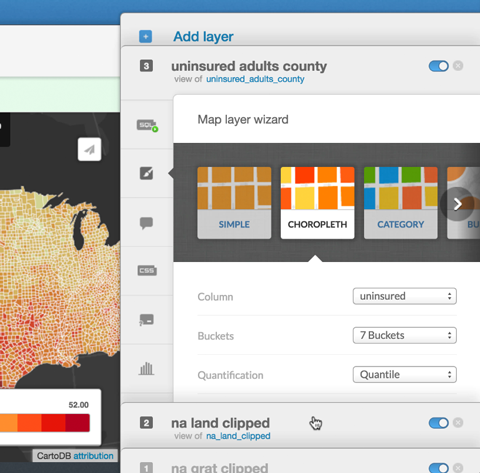 Add layer
3 uninsured adults county
view of uninsured_adults_county
SQL
Map layer wizard
SIMPLE CHOROPLETH CATEGORY BU
CSS
Column uninsured
Buckets 7 Buckets
Quantification Quantile
52.00
2 na land clipped
view of na_land_clipped
CartoDB attribution
1 na grat clipped